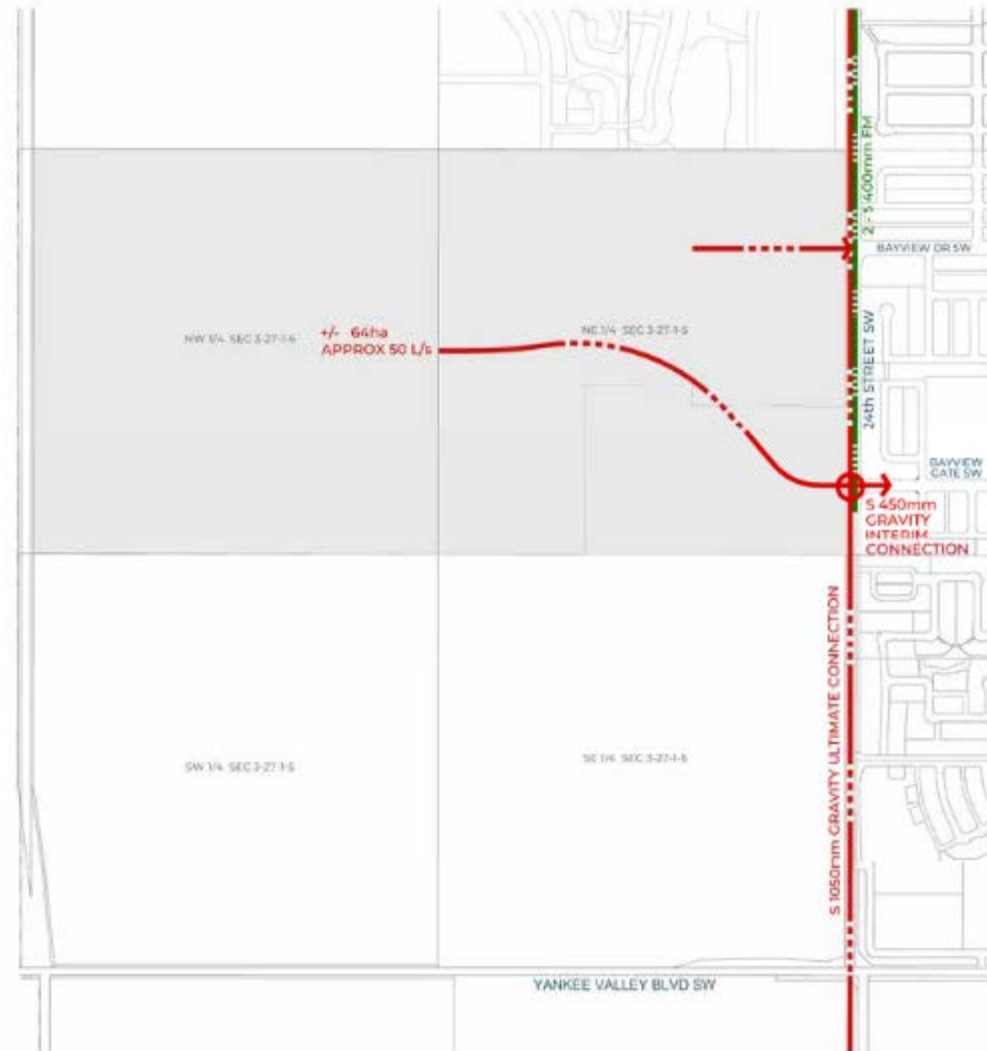 2 - S 400mm FM
BAYVIEW DR SW
NW 1/4 SEC 3-27-1-5
+/- 64ha
APPROX 50 L/s
NE 1/4 SEC 3-27-1-5
24th STREET SW
BAYVIEW
GATE SW
S 450mm
GRAVITY
INTERIM
CONNECTION
S 1050mm GRAVITY ULTIMATE CONNECTION
SW 1/4 SEC 3-27-1-5
SE 1/4 SEC 3-27-1-5
YANKEE VALLEY BLVD SW